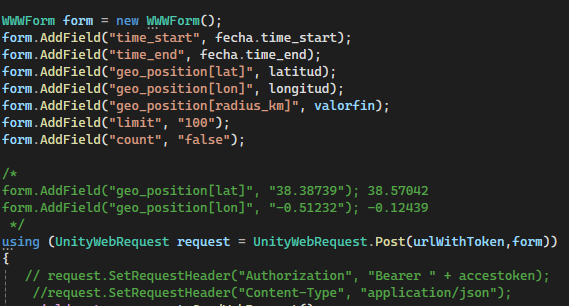 WWWForm form = new WWWForm();
form.AddField("time_start", fecha.time_start);
form.AddField("time_end", fecha.time_end);
form.AddField("geo_position[lat]", latitud);
form.AddField("geo_position[lon]", longitud);
form.AddField("geo_position[radius_km]", valorfin);
form.AddField("limit", "100");
form.AddField("count", "false");
/*
form.AddField("geo_position[lat]", "38.38739"); 38.57042
form.AddField("geo_position[lon]", "-0.51232"); -0.12439
*/
using (UnityWebRequest request = UnityWebRequest.Post(urlWithToken,form))
{
// request.SetRequestHeader("Authorization", "Bearer " + accestoken);
//request.SetRequestHeader("Content-Type", "application/json");